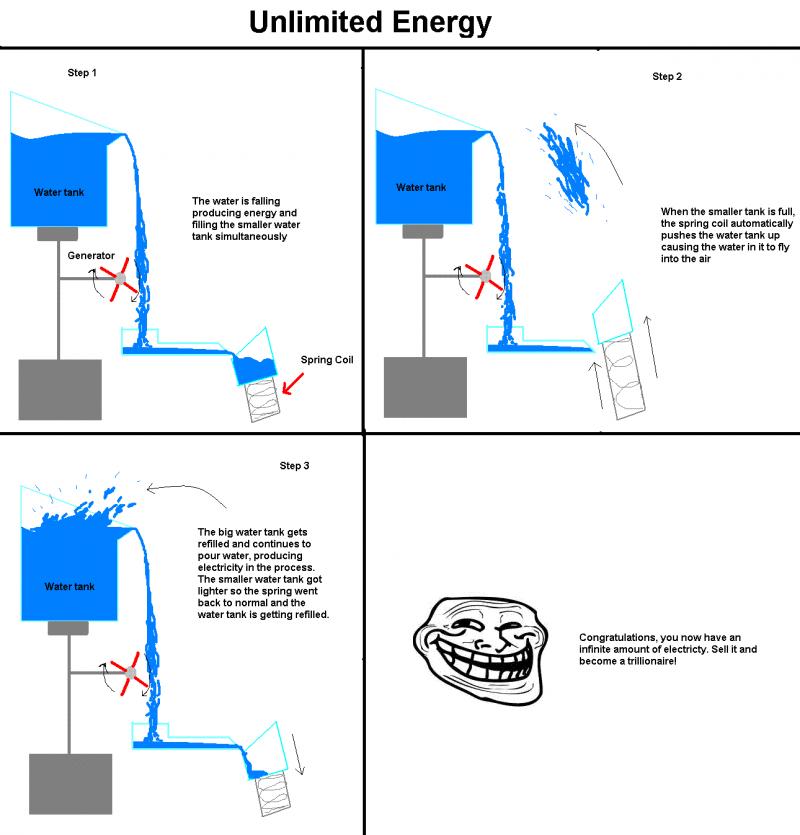 Unlimited Energy
Step 1
Water tank
The water is falling
producing energy and
filling the smaller water
tank simultaneously
Generator
Spring Coil
Step 2
Water tank
When the smaller tank is full,
the spring coil automatically
pushes the water tank up
causing the water in it to fly
into the air
Step 3
Water tank
The big water tank gets
refilled and continues to
pour water, producing
electricity in the process.
The smaller water tank got
lighter so the spring went
back to normal and the
water tank is getting refilled.
Congratulations, you now have an
infinite amount of electricty. Sell it and
become a trillionaire!